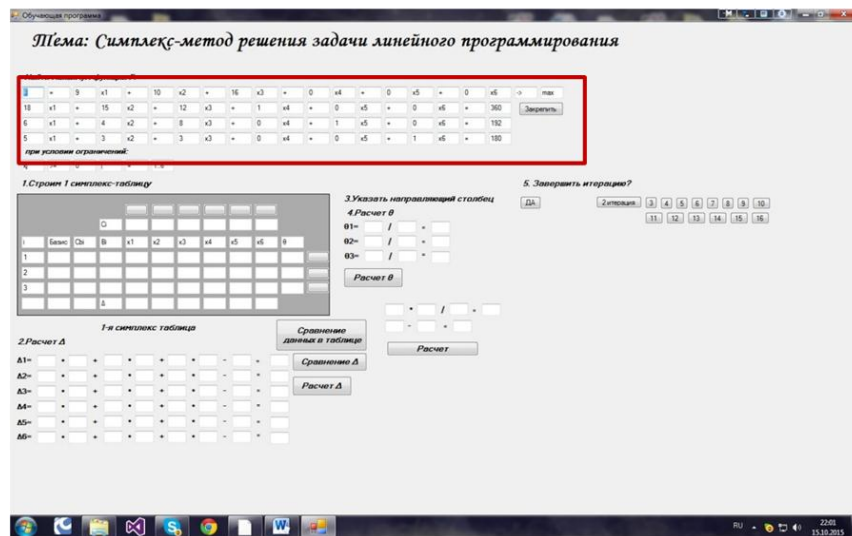 Обучающая программа
Тема: Симплекс-метод решения задачи линейного программирования
+ 9 x1 + 10 x2 + 16 x3 + 0 x4 + 0 x5 + 0 x6 -> max
18 x1 + 15 x2 + 12 x3 + 1 x4 + 0 x5 + 0 x6 = 360 Закрепить
6 x1 + 4 x2 + 8 x3 + 0 x4 + 1 x5 + 0 x6 = 192
5 x1 + 3 x2 + 3 x3 + 0 x4 + 0 x5 + 1 x6 = 180
при условии ограничений:
1.Строим 1 симплекс-таблицу
3.Указать направляющий столбец
5. Завершить итерацию?
ДА 2 итерация 3 4 5 6 7 8 9 10
11 12 13 14 15 16
4.Расчет θ
Cj
θ1= / =
i Базис Cbi Bi x1 x2 x3 x4 x5 x6 θ
θ2= / =
1
θ3= / =
2
Расчет θ
3
Δ
* / = 
- =
1-я симплекс таблица
Сравнение данных в таблице
Расчет
2.Расчет Δ
Δ1= * + * + * - =
Сравнение Δ
Δ2= * + * + * - =
Δ3= * + * + * - =
Расчет Δ
Δ4= * + * + * - =
Δ5= * + * + * - =
Δ6= * + * + * - =
RU 22:01
15.10.2015